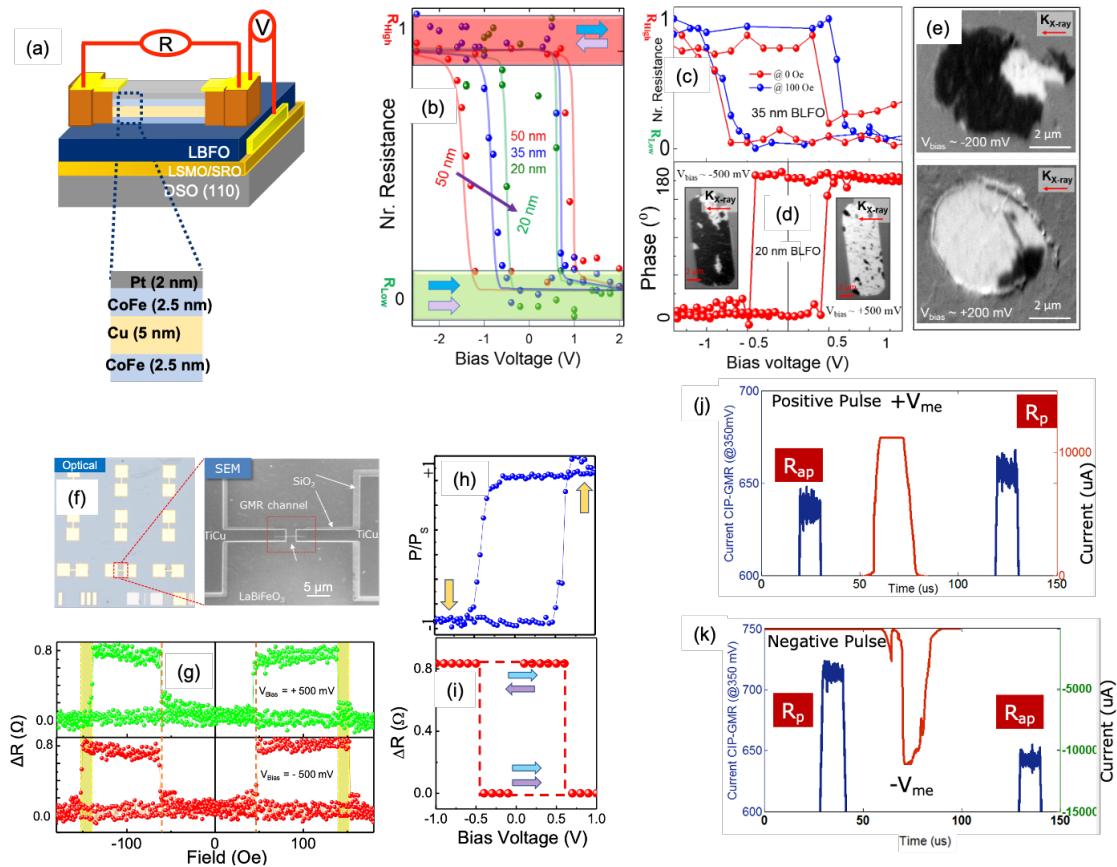 (a)
R
V
LBFO
LSMO/SRO
DSO (110)
Pt (2 nm)
CoFe (2.5 nm)
Cu (5 nm)
CoFe (2.5 nm)
(b)
R_High
1
Nr. Resistance
R_Low
0
50 nm
35 nm
20 nm
50 nm
20 nm
-2 -1 0 1 2
Bias Voltage (V)
(c)
R_High
1
Nr. Resistance
R_Low
0
@ 0 Oe
@ 100 Oe
35 nm BLFO
(d)
180
Phase (°)
0
V_bias ~ -500 mV
K_X-ray
20 nm BLFO
K_X-ray
V_bias ~ +500 mV
-1.2 -0.6 0.0 0.6 1.2
Bias voltage (V)
(e)
K_X-ray
V_bias ~ -200 mV
2 µm
K_X-ray
V_bias ~ +200 mV
2 µm
Optical
(f)
SEM
SiO₂
GMR channel
TiCu
TiCu
5 µm
LaBiFeO₃
(g)
0.8
0.0
V_Bias = +500 mV
0.8
0.0
V_Bias = - 500 mV
ΔR (Ω)
-100 0 100
Field (Oe)
(h)
+
P/P_s
-
(i)
0.8
0.4
0.0
ΔR (Ω)
-1.0 -0.5 0.0 0.5 1.0
Bias Voltage (V)
(j)
700
650
600
Current CIP-GMR (@350mV)
Positive Pulse +V_me
R_ap
R_p
10000
0
Current (uA)
0 50 100 150
Time (us)
(k)
750
700
650
600
Current CIP-GMR (@350 mV)
Negative Pulse
R_p
R_ap
-V_me
0
-5000
-10000
-15000
Current (uA)
0 50 100 150
Time (us)